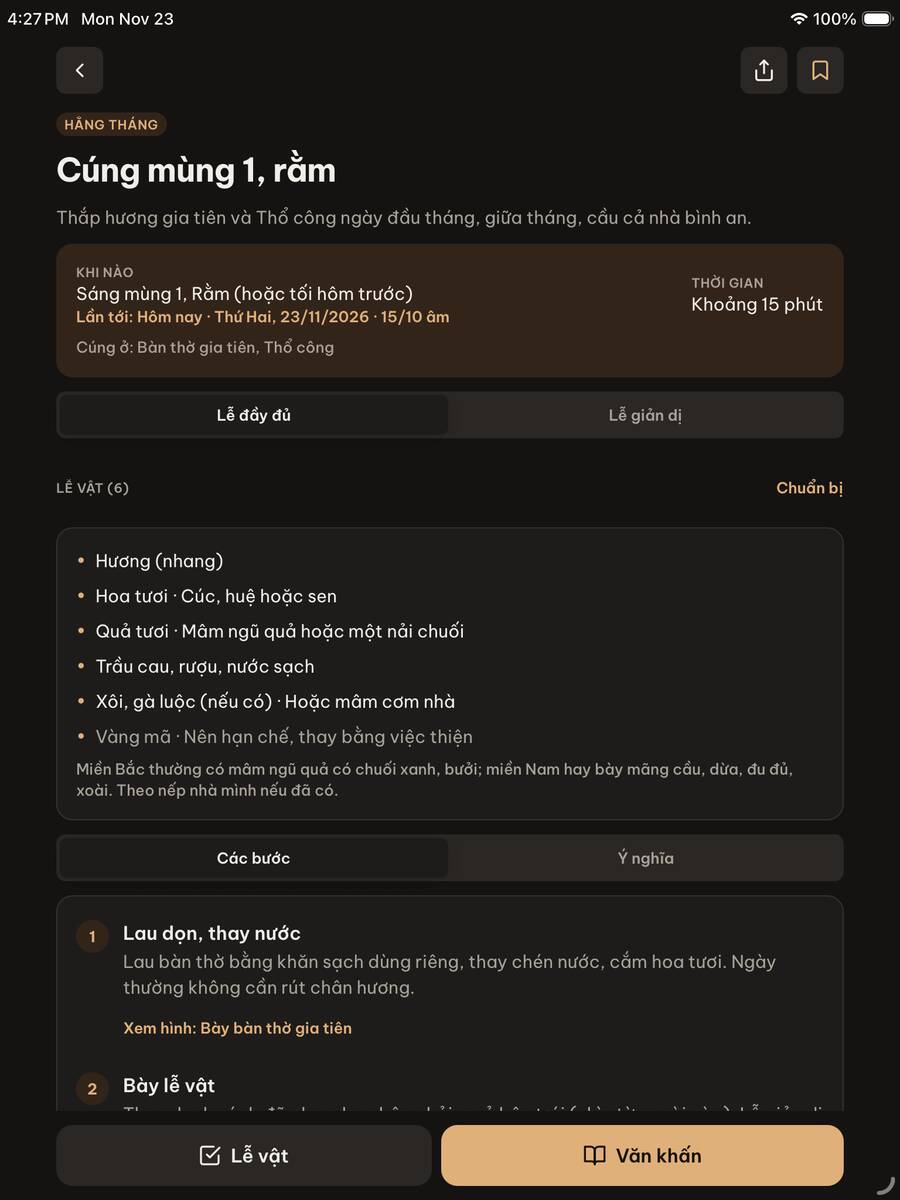 4:27 PM Mon Nov 23 100%
HẰNG THÁNG
Cúng mùng 1, rằm
Thắp hương gia tiên và Thổ công ngày đầu tháng, giữa tháng, cầu cả nhà bình an.
KHI NÀO
Sáng mùng 1, Rằm (hoặc tối hôm trước)
Lần tới: Hôm nay · Thứ Hai, 23/11/2026 · 15/10 âm
Cúng ở: Bàn thờ gia tiên, Thổ công
THỜI GIAN
Khoảng 15 phút
Lễ đầy đủ
Lễ giản dị
LỄ VẬT (6)
Chuẩn bị
• Hương (nhang)
• Hoa tươi · Cúc, huệ hoặc sen
• Quả tươi · Mâm ngũ quả hoặc một nải chuối
• Trầu cau, rượu, nước sạch
• Xôi, gà luộc (nếu có) · Hoặc mâm cơm nhà
• Vàng mã · Nên hạn chế, thay bằng việc thiện
Miền Bắc thường có mâm ngũ quả có chuối xanh, bưởi; miền Nam hay bày mãng cầu, dừa, đu đủ,
xoài. Theo nếp nhà mình nếu đã có.
Các bước
Ý nghĩa
1 Lau dọn, thay nước
Lau bàn thờ bằng khăn sạch dùng riêng, thay chén nước, cắm hoa tươi. Ngày
thường không cần rút chân hương.
Xem hình: Bày bàn thờ gia tiên
2 Bày lễ vật
Lễ vật
Văn khấn